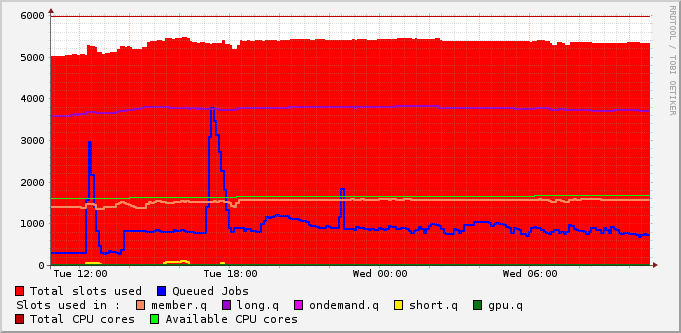 RRDTOOL / TOBI OETIKER
6000
5000
4000
3000
2000
1000
0
Tue 12:00 Tue 18:00 Wed 00:00 Wed 06:00
Total slots used Queued Jobs
Slots used in : member.q long.q ondemand.q short.q gpu.q
Total CPU cores Available CPU cores